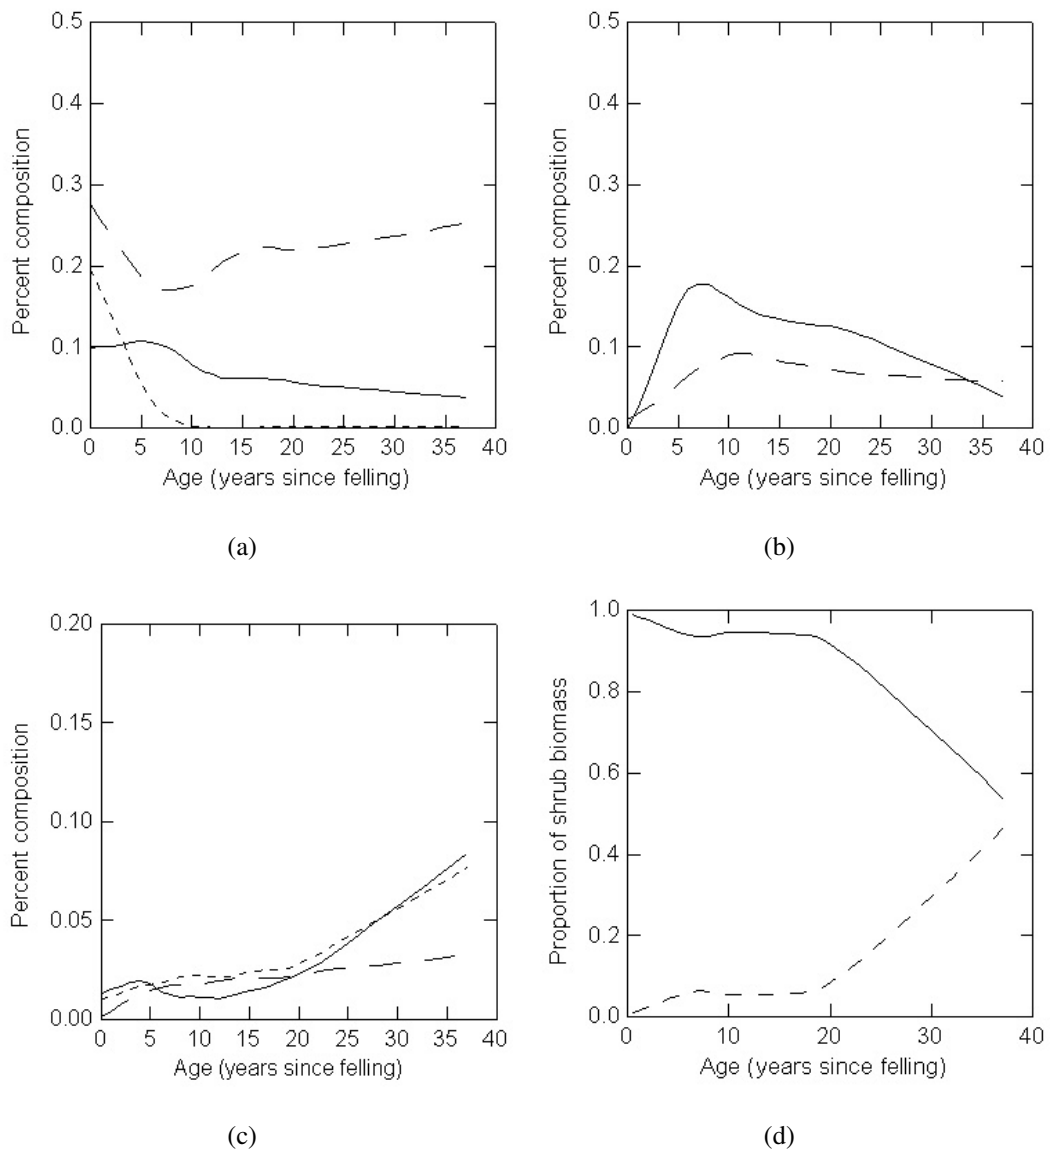 0.5
0.4
0.3
0.2
0.1
0.0
Percent composition
0 5 10 15 20 25 30 35 40
Age (years since felling)
(a)
0.5
0.4
0.3
0.2
0.1
0.0
Percent composition
0 5 10 15 20 25 30 35 40
Age (years since felling)
(b)
0.20
0.15
0.10
0.05
0.00
Percent composition
0 5 10 15 20 25 30 35 40
Age (years since felling)
(c)
1.0
0.8
0.6
0.4
0.2
0.0
Proportion of shrub biomass
0 10 20 30 40
Age (years since felling)
(d)